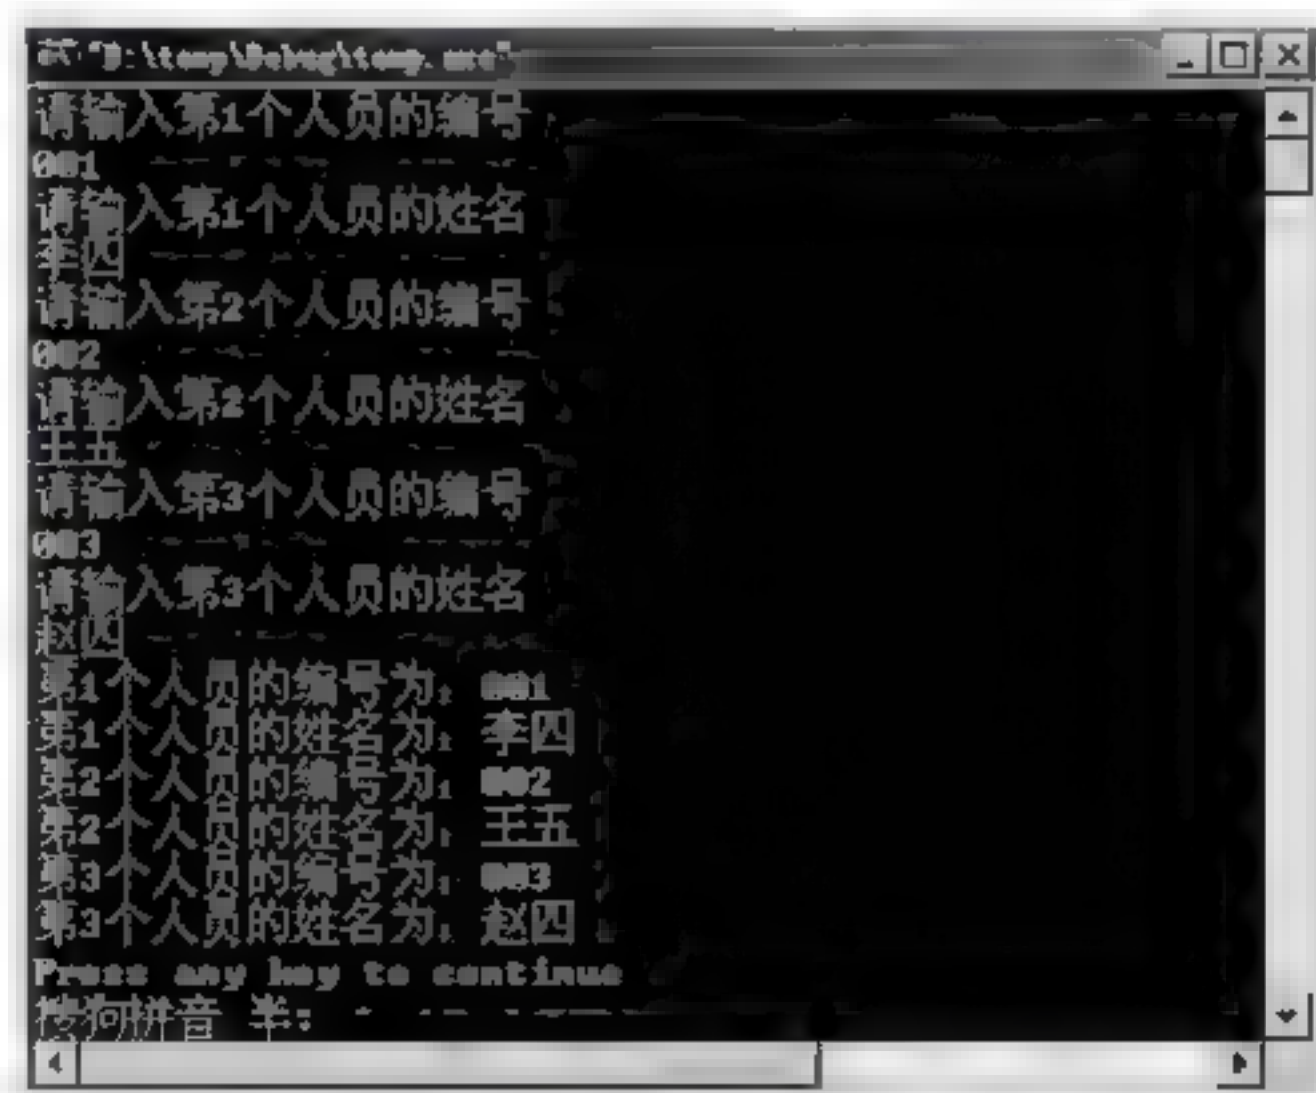 "D:\temp\Debug\temp.exe"
请输入第1个人员的编号
001
请输入第1个人员的姓名
李四
请输入第2个人员的编号
002
请输入第2个人员的姓名
王五
请输入第3个人员的编号
003
请输入第3个人员的姓名
赵四
第1个人员的编号为: 001
第1个人员的姓名为: 李四
第2个人员的编号为: 002
第2个人员的姓名为: 王五
第3个人员的编号为: 003
第3个人员的姓名为: 赵四
Press any key to continue
搜狗拼音 半: